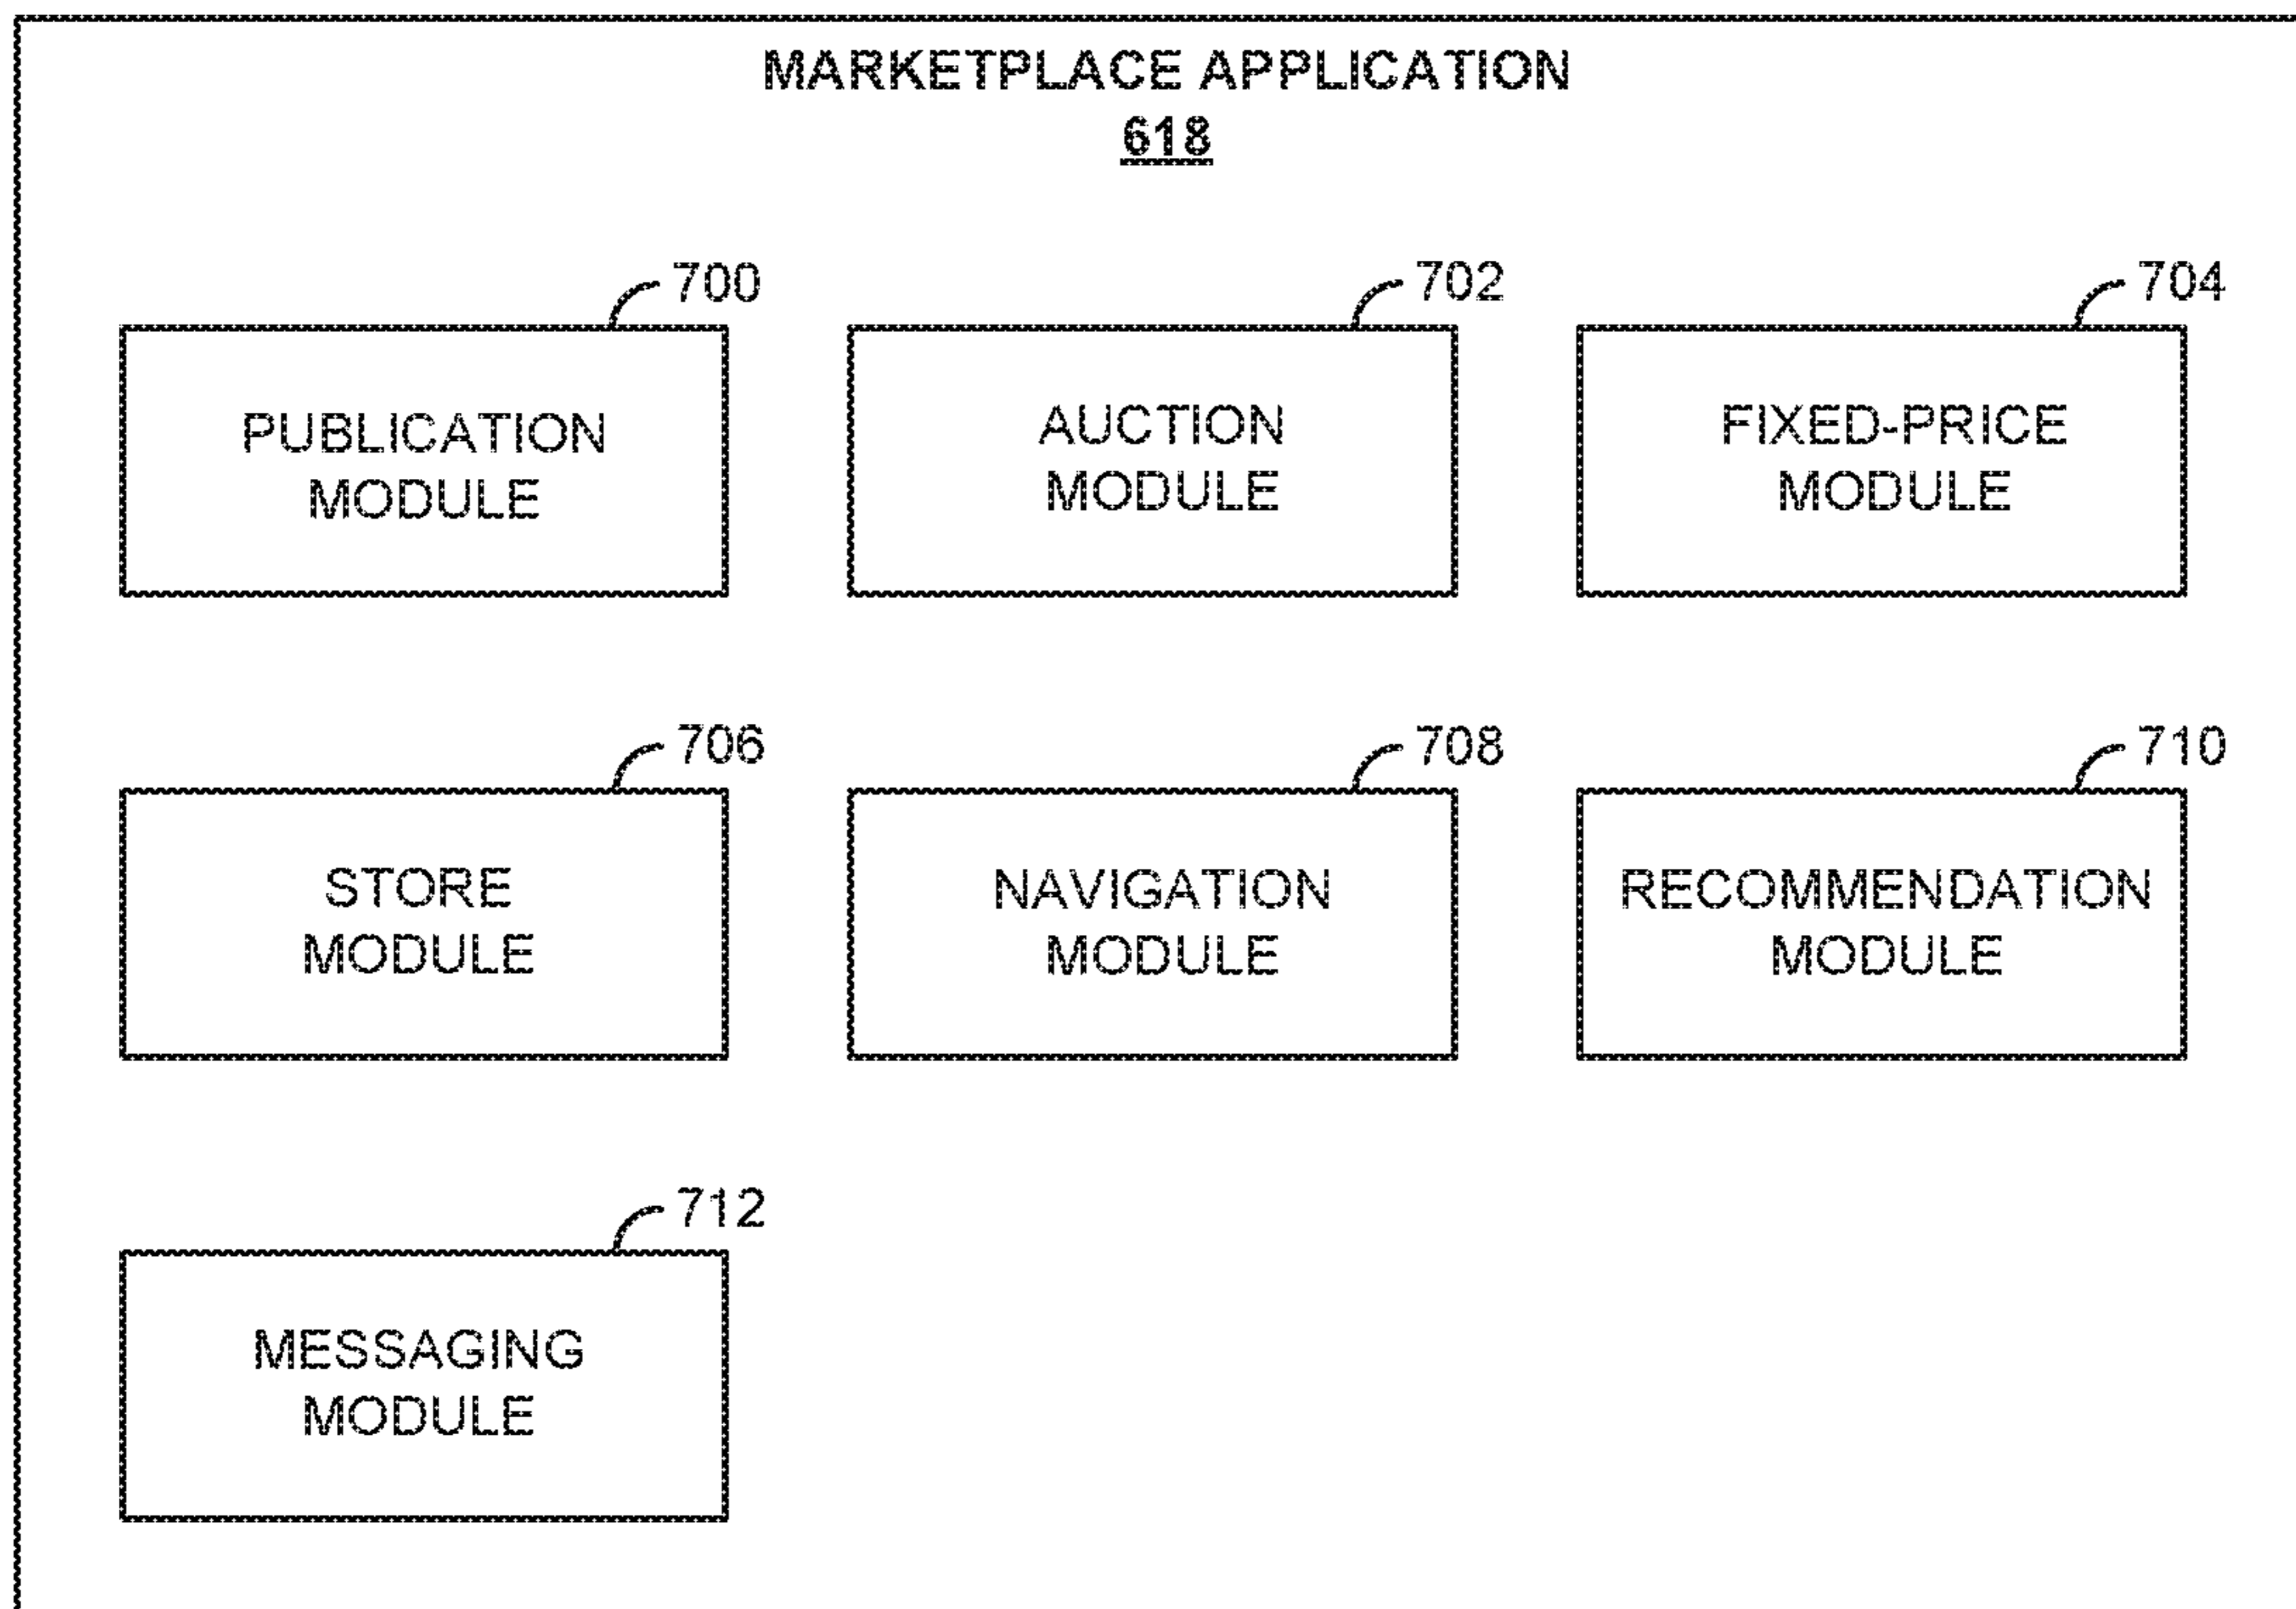 MARKETPLACE APPLICATION
618
700
PUBLICATION
MODULE
702
AUCTION
MODULE
704
FIXED-PRICE
MODULE
706
STORE
MODULE
708
NAVIGATION
MODULE
710
RECOMMENDATION
MODULE
712
MESSAGING
MODULE